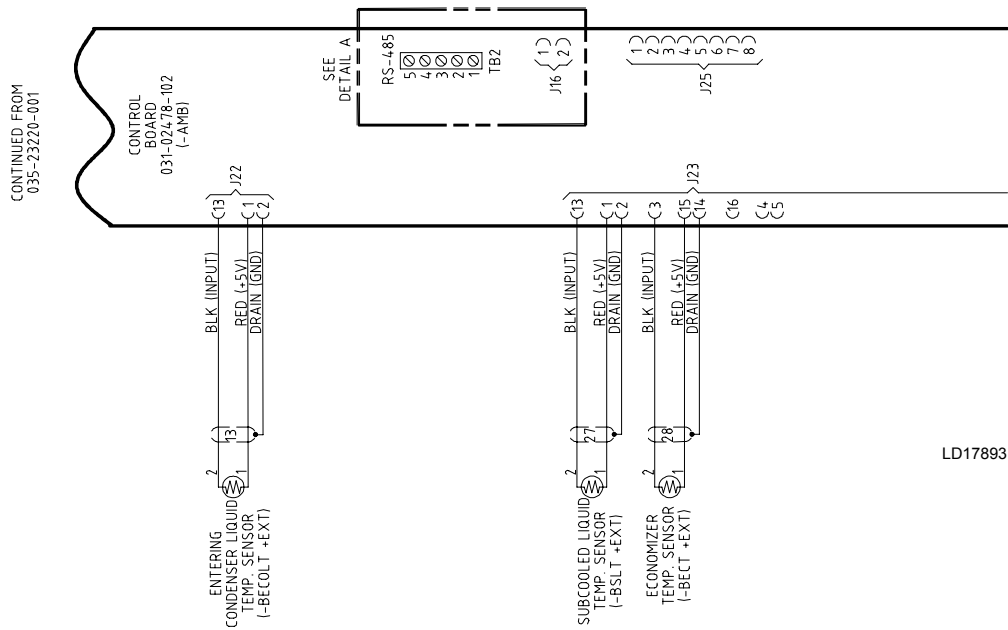 CONTINUED FROM
035-23220-001
CONTROL
BOARD
031-02478-102
(-AMB)
SEE
DETAIL A
RS-485
5
4
3
2
1
TB2
1
2
J16
1
2
3
4
5
6
7
8
J25
J22
13
1
2
J23
13
1
2
3
15
14
16
4
5
BLK (INPUT)
RED (+5V)
DRAIN (GND)
BLK (INPUT)
RED (+5V)
DRAIN (GND)
BLK (INPUT)
RED (+5V)
DRAIN (GND)
13
27
28
2
1
2
1
2
1
ENTERING
CONDENSER LIQUID
TEMP. SENSOR
(-BECOLT +EXT)
SUBCOOLED LIQUID
TEMP. SENSOR
(-BSLT +EXT)
ECONOMIZER
TEMP. SENSOR
(-BECT +EXT)
LD17893